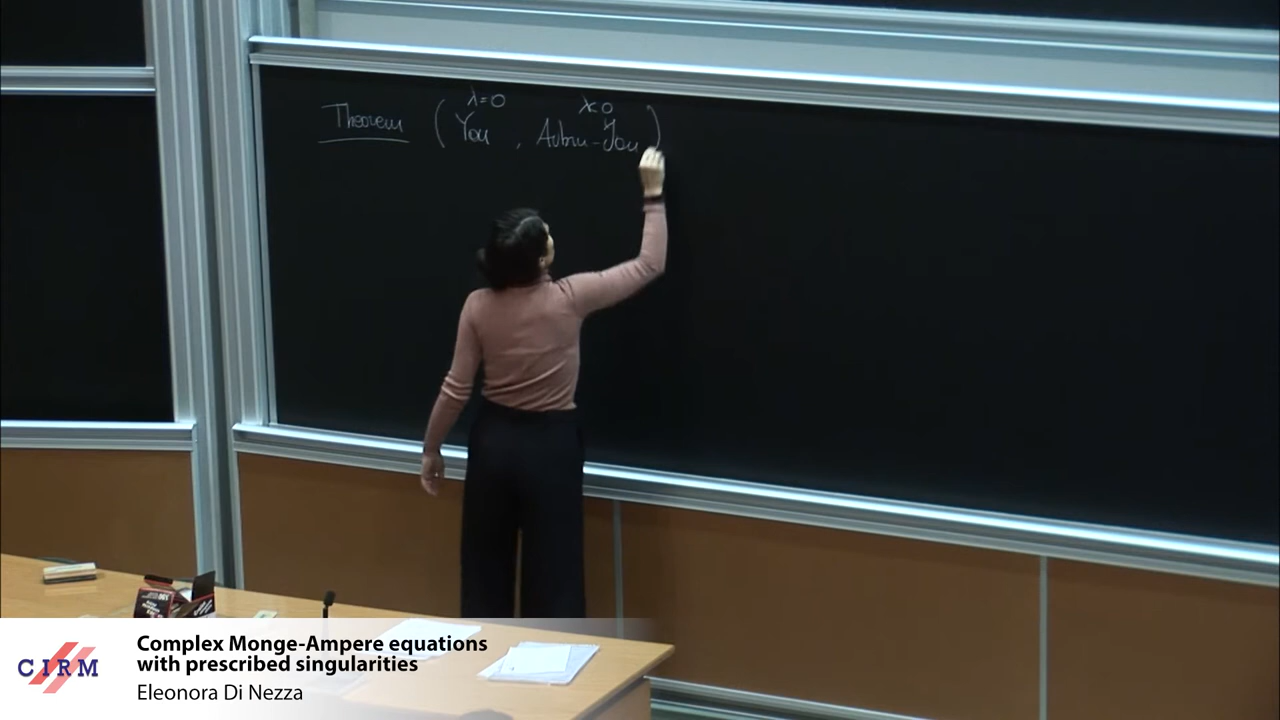 λ=0 λ<0
Theorem (Yau, Aubin-Yau)
Complex Monge-Ampere equations
with prescribed singularities
CIRM
Eleonora Di Nezza